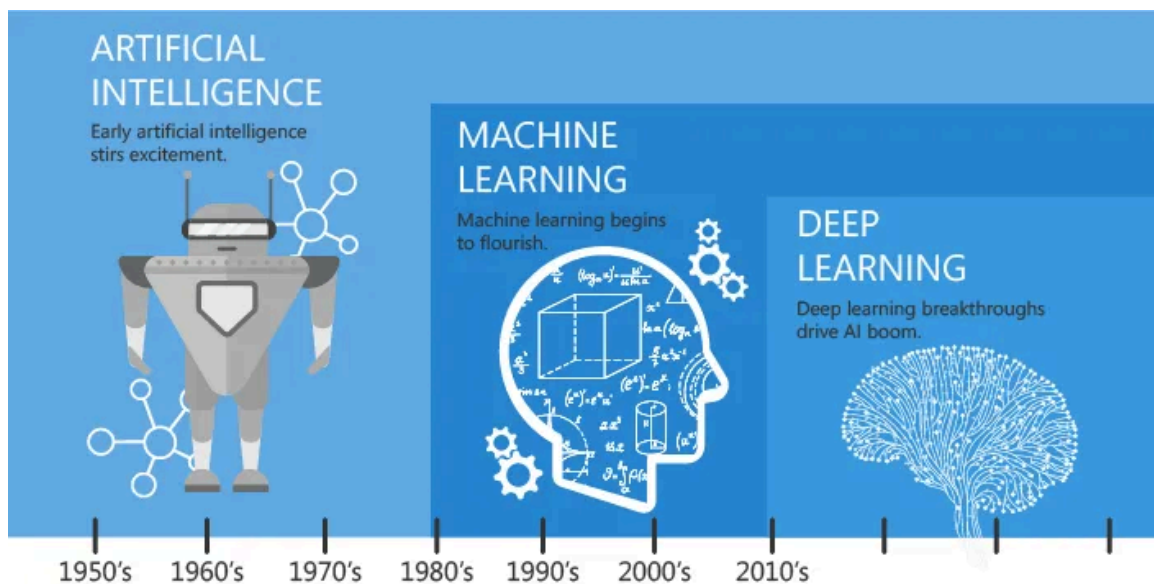 ARTIFICIAL
INTELLIGENCE
Early artificial intelligence
stirs excitement.
MACHINE
LEARNING
Machine learning begins
to flourish.
DEEP
LEARNING
Deep learning breakthroughs
drive AI boom.
1950's 1960's 1970's 1980's 1990's 2000's 2010's